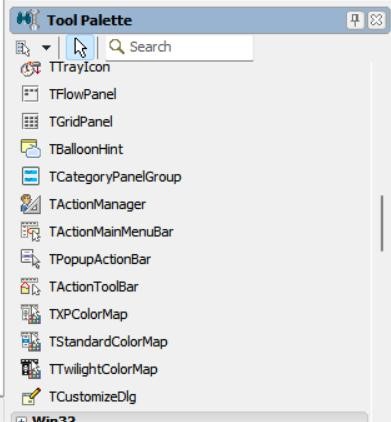 Tool Palette
Search
TTrayIcon
TFlowPanel
TGridPanel
TBalloonHint
TCategoryPanelGroup
TActionManager
TActionMainMenuBar
TPopupActionBar
TActionToolBar
TXPColorMap
TStandardColorMap
TTwilightColorMap
TCustomizeDlg
Win32